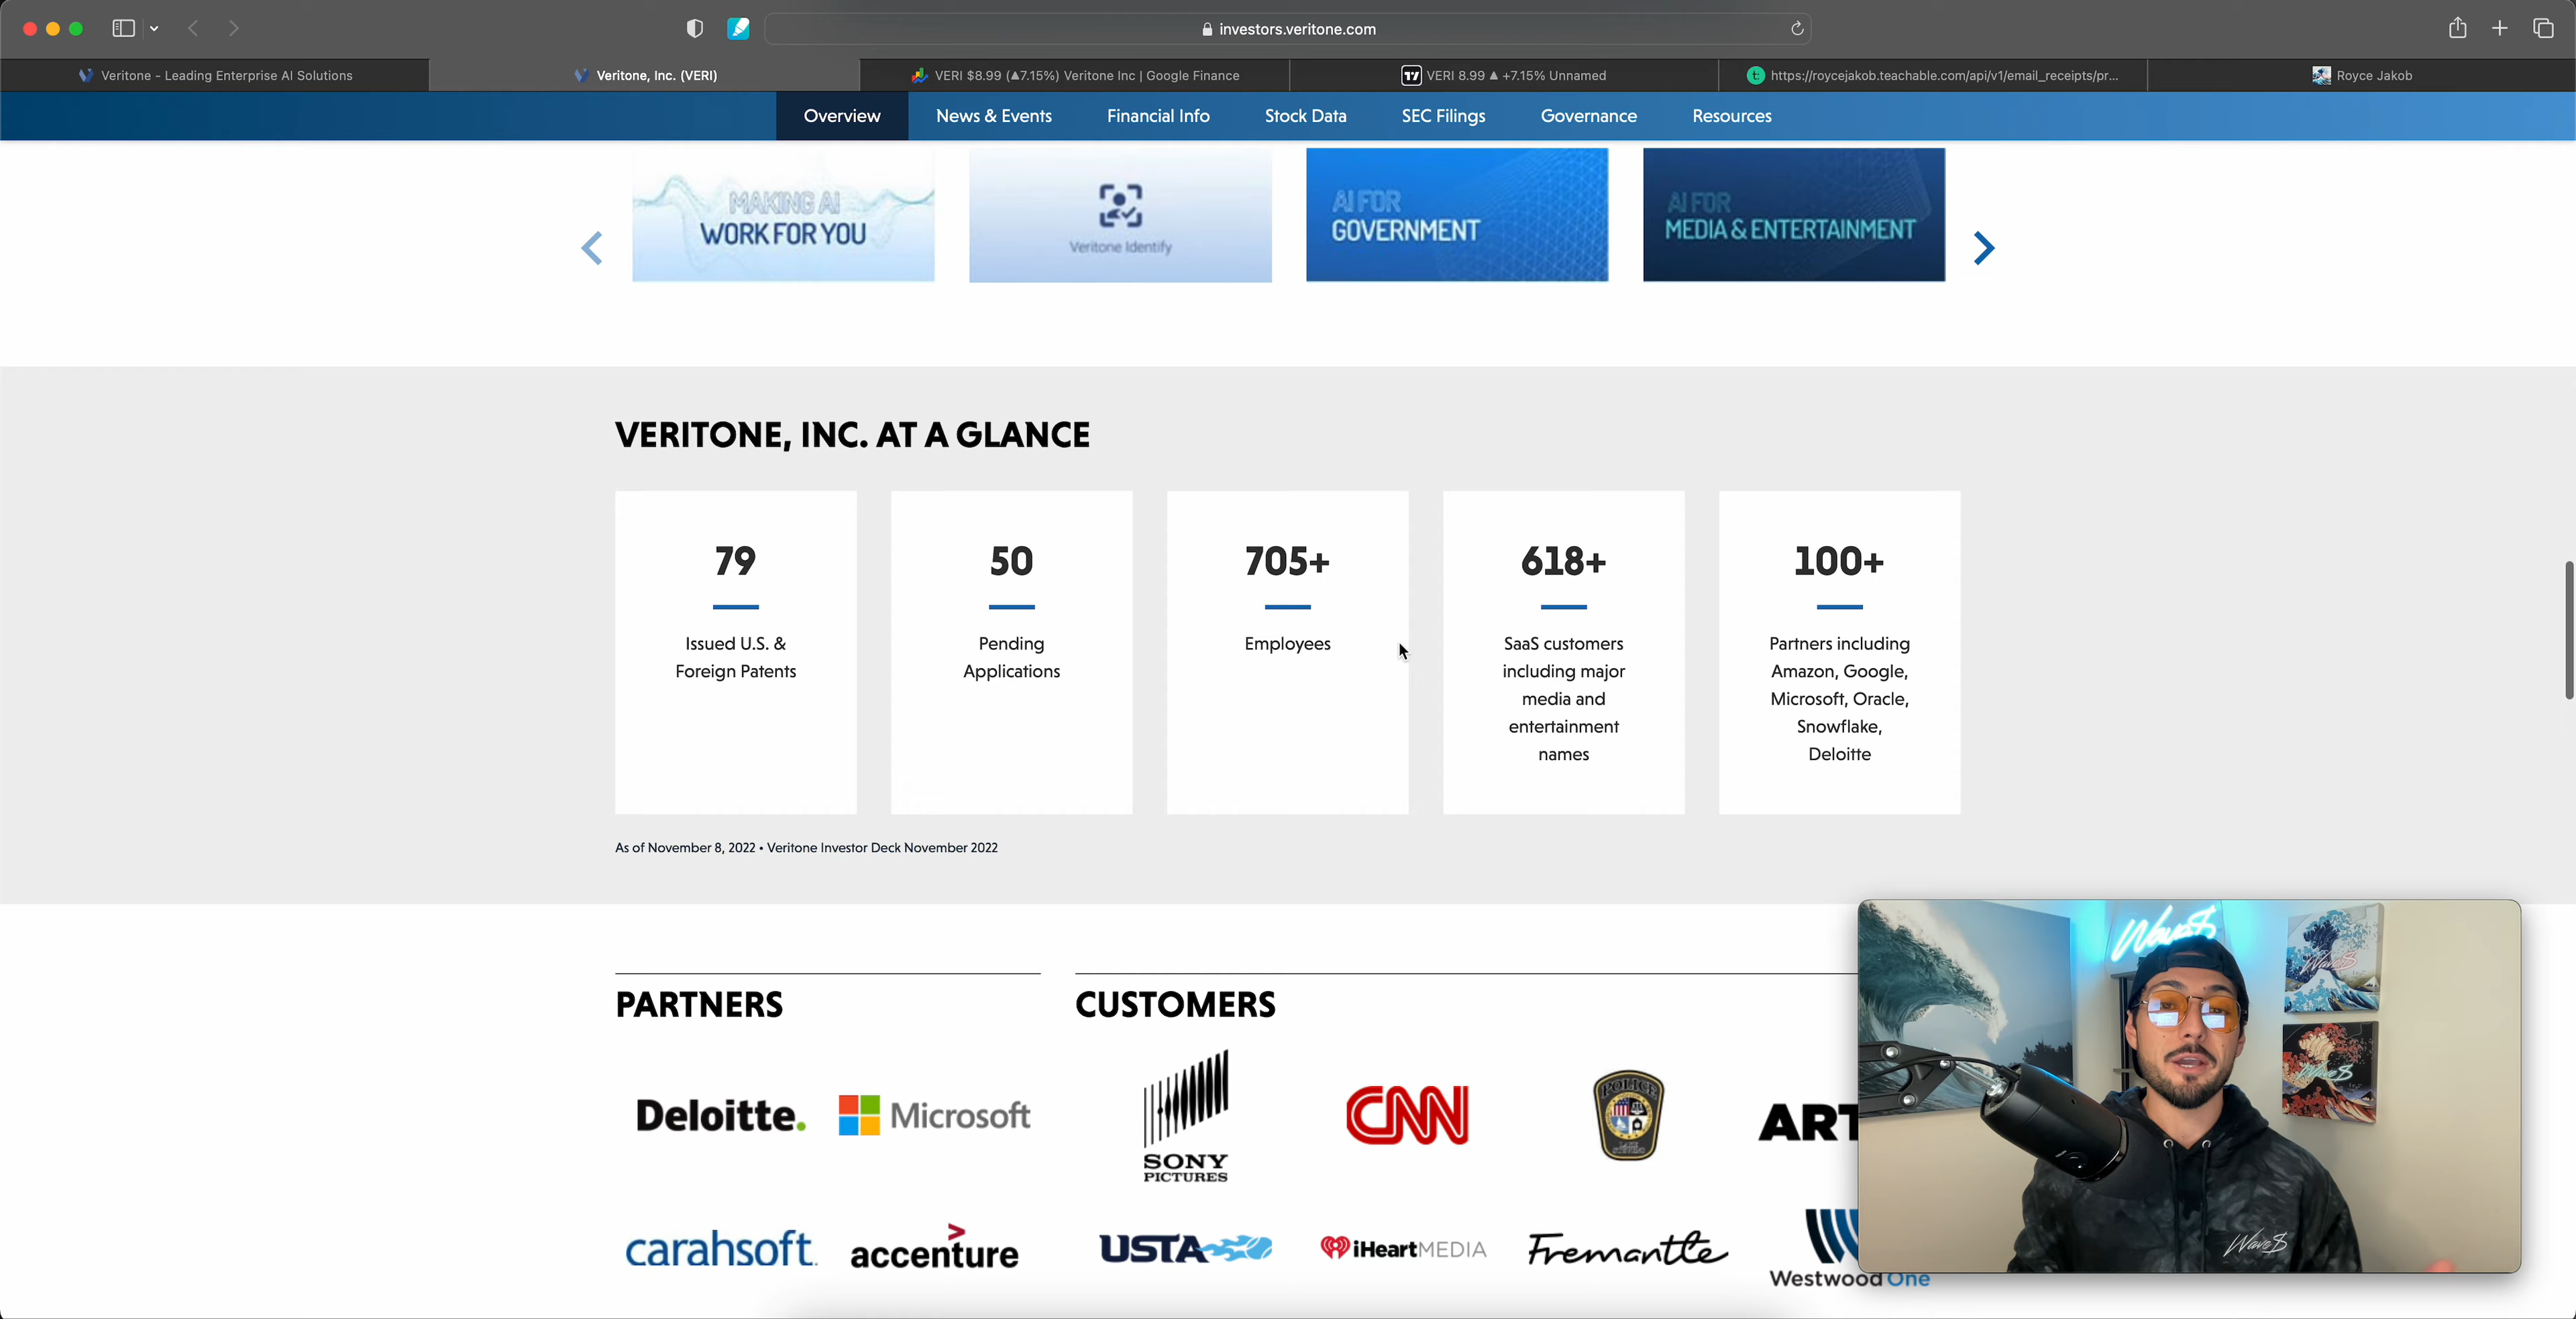 investors.veritone.com
Veritone - Leading Enterprise AI Solutions
Veritone, Inc. (VERI)
VERI $8.99 (▲7.15%) Veritone Inc | Google Finance
VERI 8.99 ▲ +7.15% Unnamed
https://roycejakob.teachable.com/api/v1/email_receipts/pr...
Royce Jakob
Overview
News & Events
Financial Info
Stock Data
SEC Filings
Governance
Resources
MAKING AI
WORK FOR YOU
Veritone Identify
AI FOR
GOVERNMENT
AI FOR
MEDIA & ENTERTAINMENT
VERITONE, INC. AT A GLANCE
79
Issued U.S. &
Foreign Patents
50
Pending
Applications
705+
Employees
618+
SaaS customers
including major
media and
entertainment
names
100+
Partners including
Amazon, Google,
Microsoft, Oracle,
Snowflake,
Deloitte
As of November 8, 2022 • Veritone Investor Deck November 2022
PARTNERS
CUSTOMERS
Deloitte.
Microsoft
SONY
PICTURES
CNN
POLICE
ART
carahsoft.
accenture
USTA
iHeartMEDIA
Fremantle
Westwood One
Wave$
Wave$
Wave$
Wave$